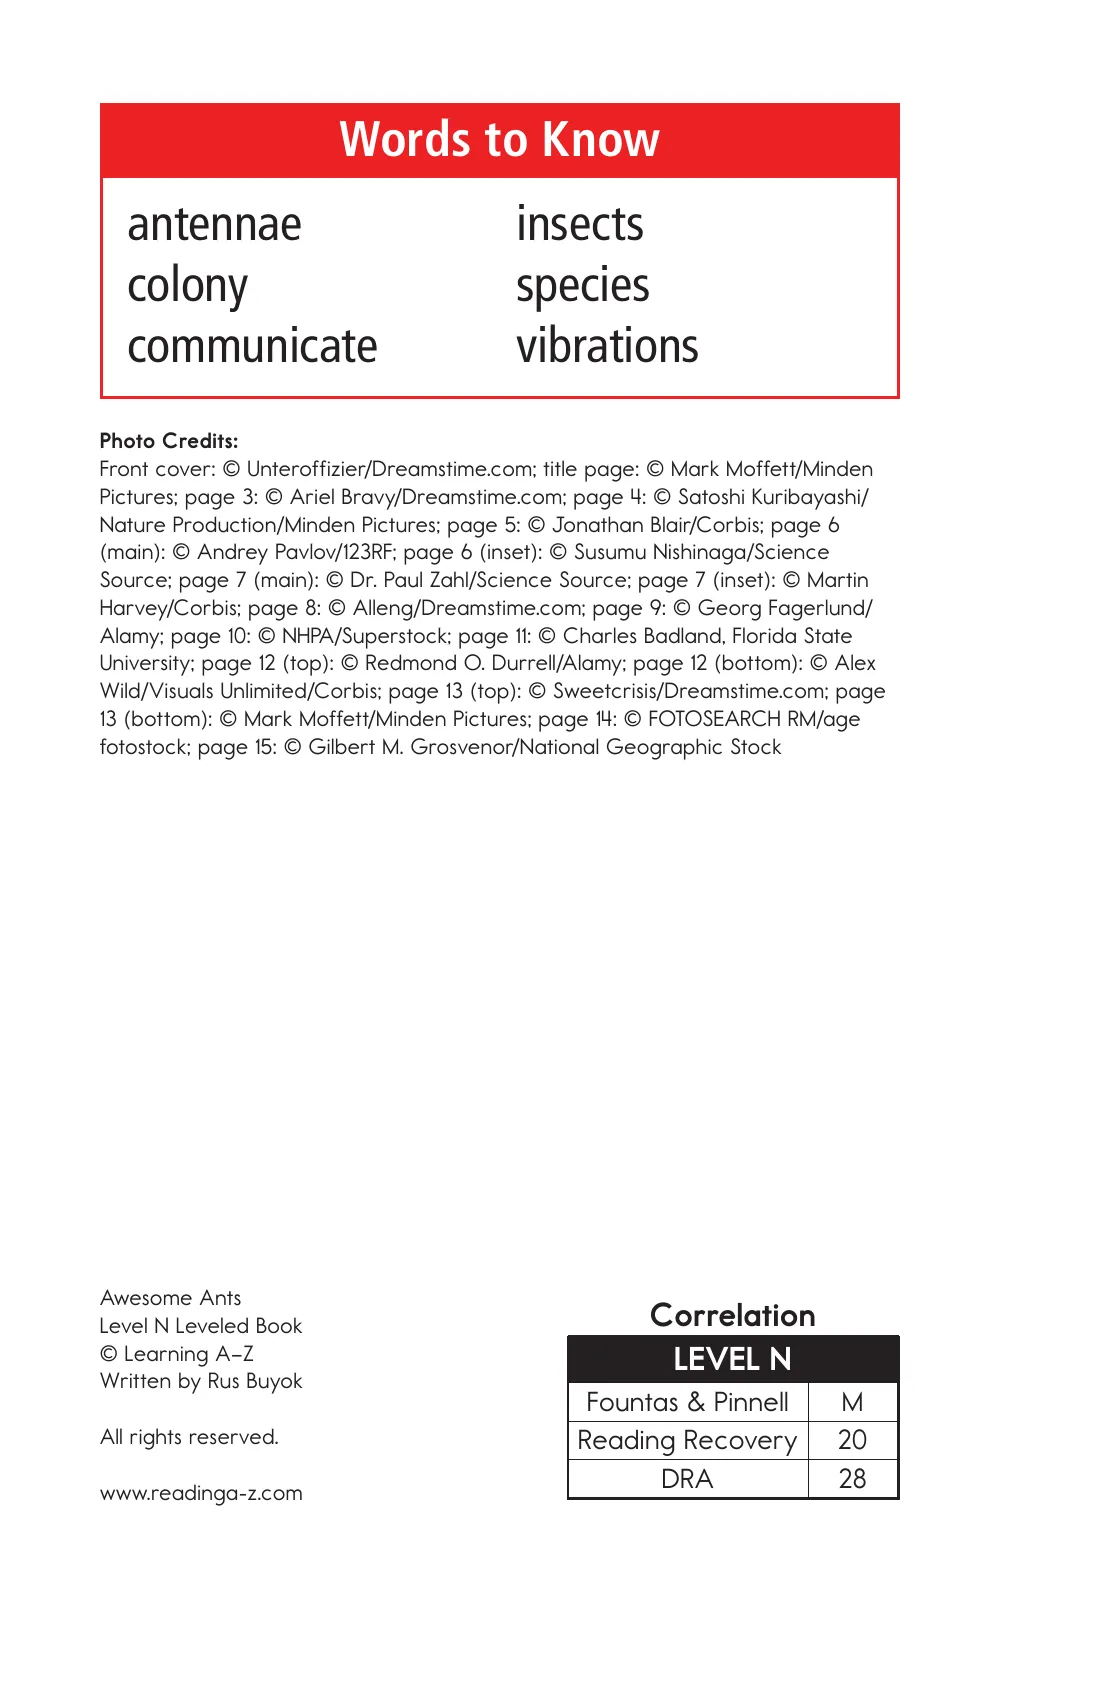 Words to Know
antennae
colony
communicate
insects
species
vibrations
Photo Credits:
Front cover: © Unteroffizier/Dreamstime.com; title page: © Mark Moffett/Minden
Pictures; page 3: © Ariel Bravy/Dreamstime.com; page 4: © Satoshi Kuribayashi/
Nature Production/Minden Pictures; page 5: © Jonathan Blair/Corbis; page 6
(main): © Andrey Pavlov/123RF; page 6 (inset): © Susumu Nishinaga/Science
Source; page 7 (main): © Dr. Paul Zahl/Science Source; page 7 (inset): © Martin
Harvey/Corbis; page 8: © Alleng/Dreamstime.com; page 9: © Georg Fagerlund/
Alamy; page 10: © NHPA/Superstock; page 11: © Charles Badland, Florida State
University; page 12 (top): © Redmond O. Durrell/Alamy; page 12 (bottom): © Alex
Wild/Visuals Unlimited/Corbis; page 13 (top): © Sweetcrisis/Dreamstime.com; page
13 (bottom): © Mark Moffett/Minden Pictures; page 14: © FOTOSEARCH RM/age
fotostock; page 15: © Gilbert M. Grosvenor/National Geographic Stock
Awesome Ants
Level N Leveled Book
© Learning A–Z
Written by Rus Buyok
All rights reserved.
www.readinga-z.com
Correlation
LEVEL N
Fountas & Pinnell M
Reading Recovery 20
DRA 28